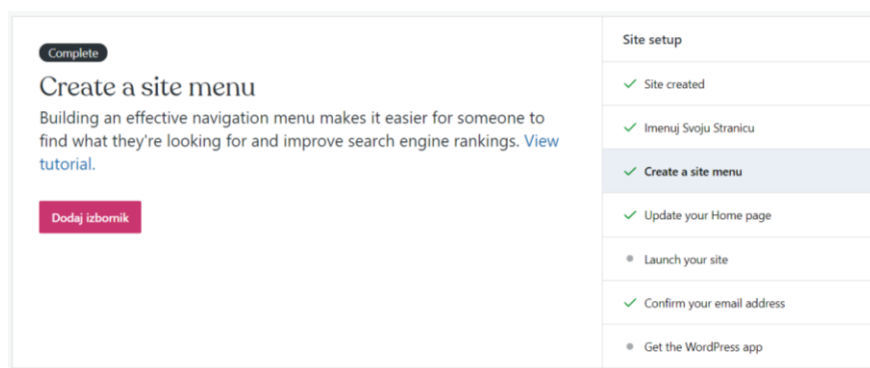 Complete
Create a site menu
Building an effective navigation menu makes it easier for someone to
find what they're looking for and improve search engine rankings. View
tutorial.
Dodaj izbornik
Site setup
Site created
Imenuj Svoju Stranicu
Create a site menu
Update your Home page
Launch your site
Confirm your email address
Get the WordPress app